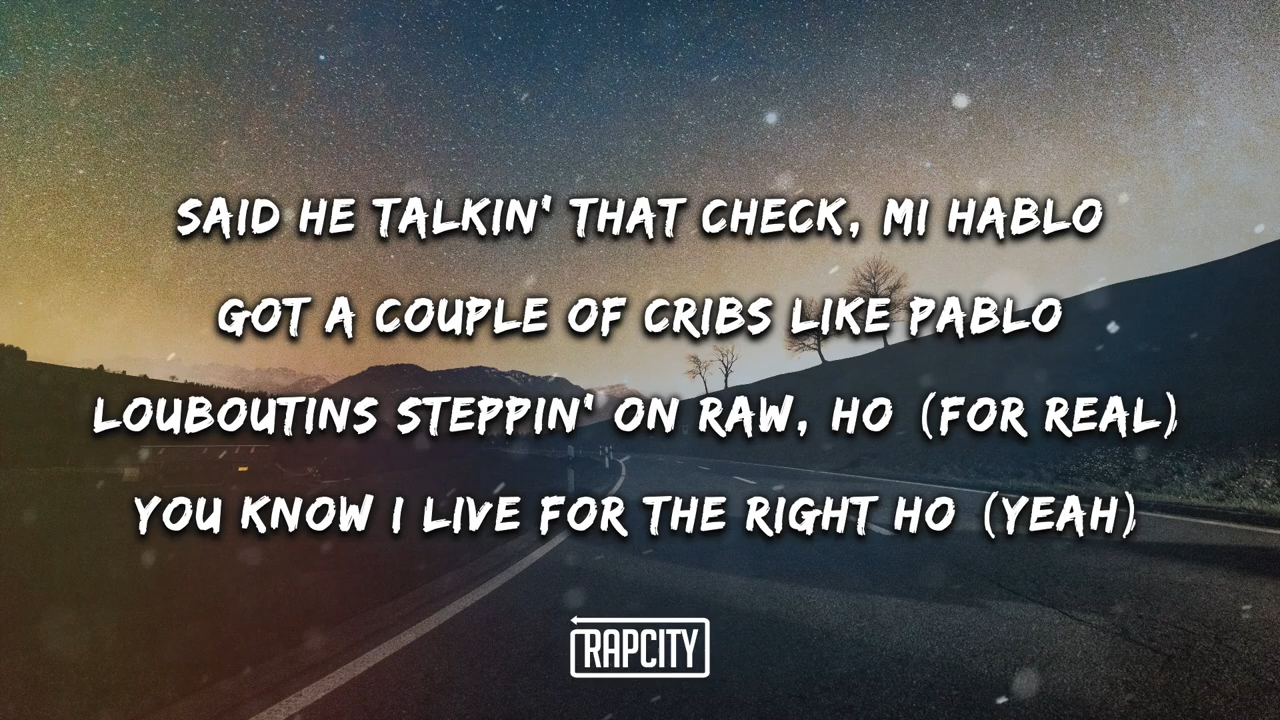 SAID HE TALKIN' THAT CHECK, MI HABLO
GOT A COUPLE OF CRIBS LIKE PABLO
LOUBOUTINS STEPPIN' ON RAW, HO (FOR REAL)
YOU KNOW I LIVE FOR THE RIGHT HO (YEAH)
RAPCITY